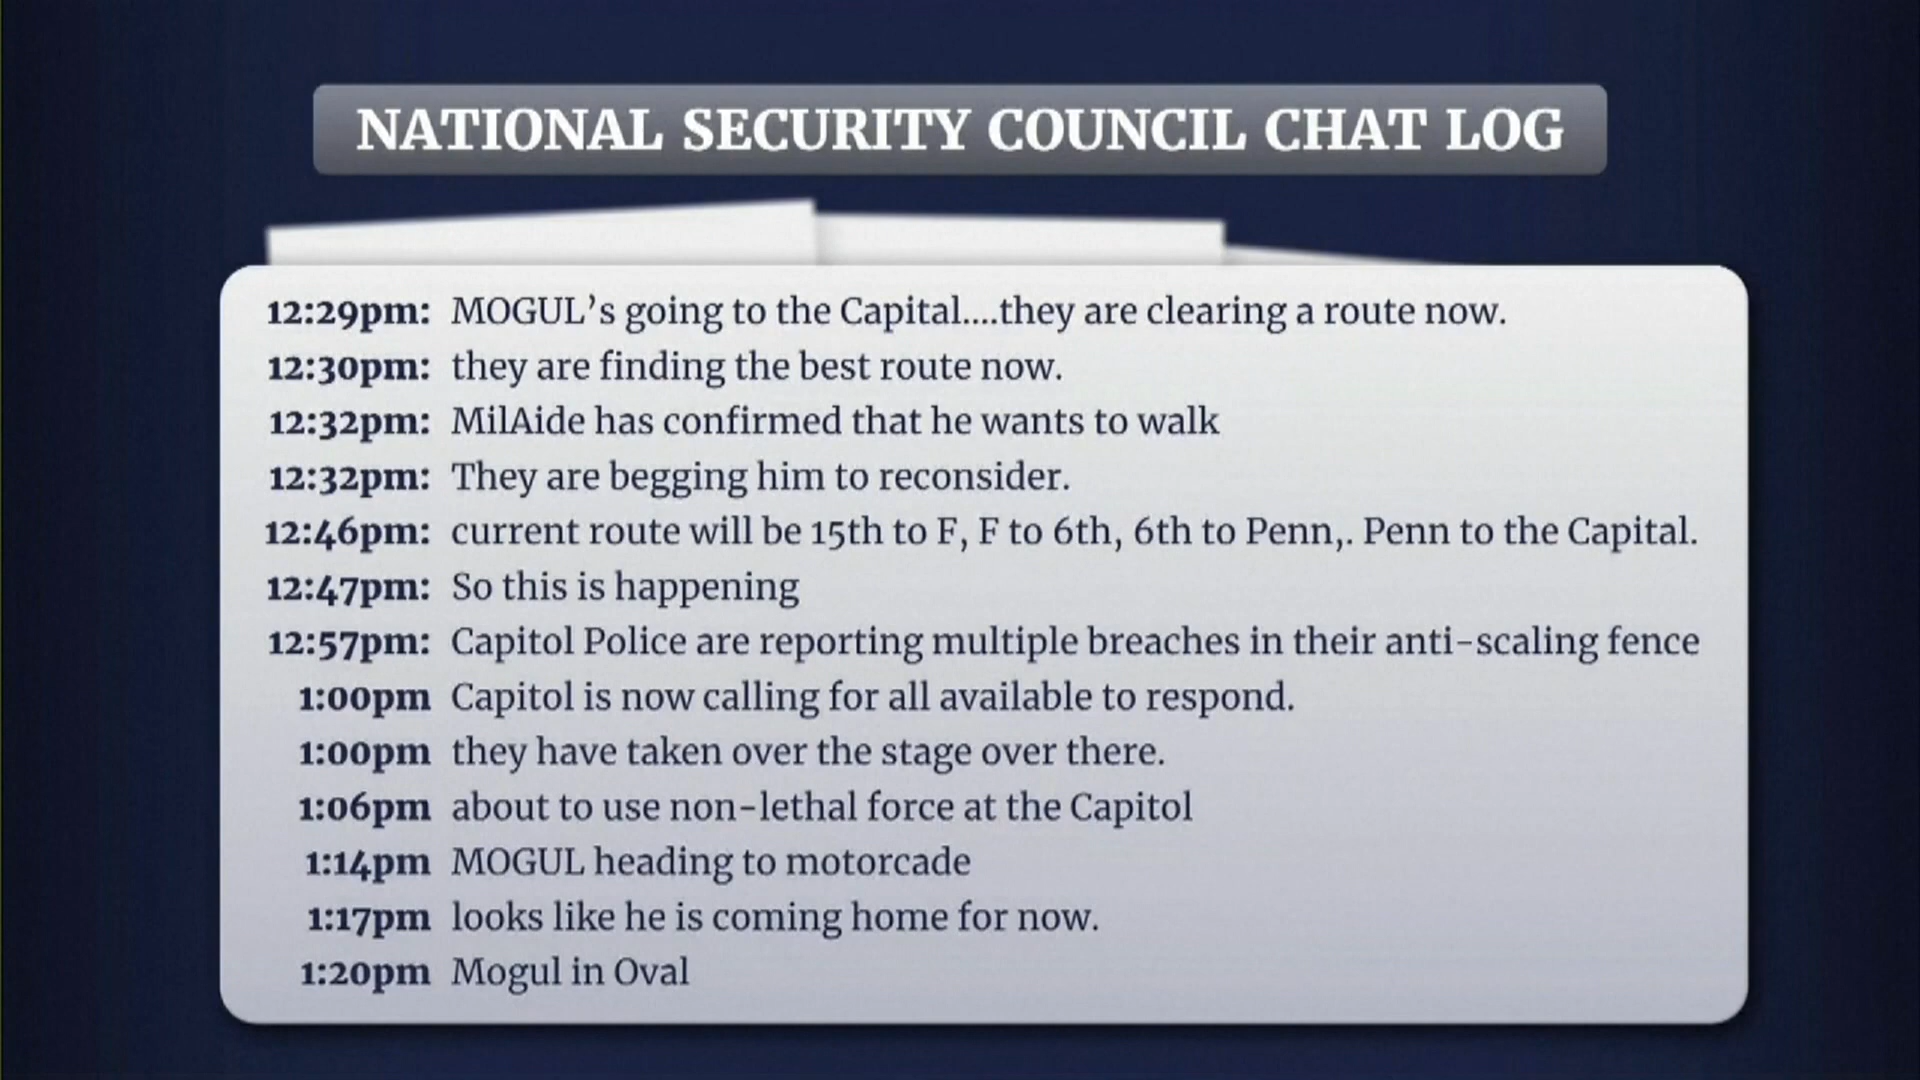 NATIONAL SECURITY COUNCIL CHAT LOG
12:29pm: MOGUL's going to the Capital....they are clearing a route now.
12:30pm: they are finding the best route now.
12:32pm: MilAide has confirmed that he wants to walk
12:32pm: They are begging him to reconsider.
12:46pm: current route will be 15th to F, F to 6th, 6th to Penn,. Penn to the Capital.
12:47pm: So this is happening
12:57pm: Capitol Police are reporting multiple breaches in their anti-scaling fence
1:00pm Capitol is now calling for all available to respond.
1:00pm they have taken over the stage over there.
1:06pm about to use non-lethal force at the Capitol
1:14pm MOGUL heading to motorcade
1:17pm looks like he is coming home for now.
1:20pm Mogul in Oval